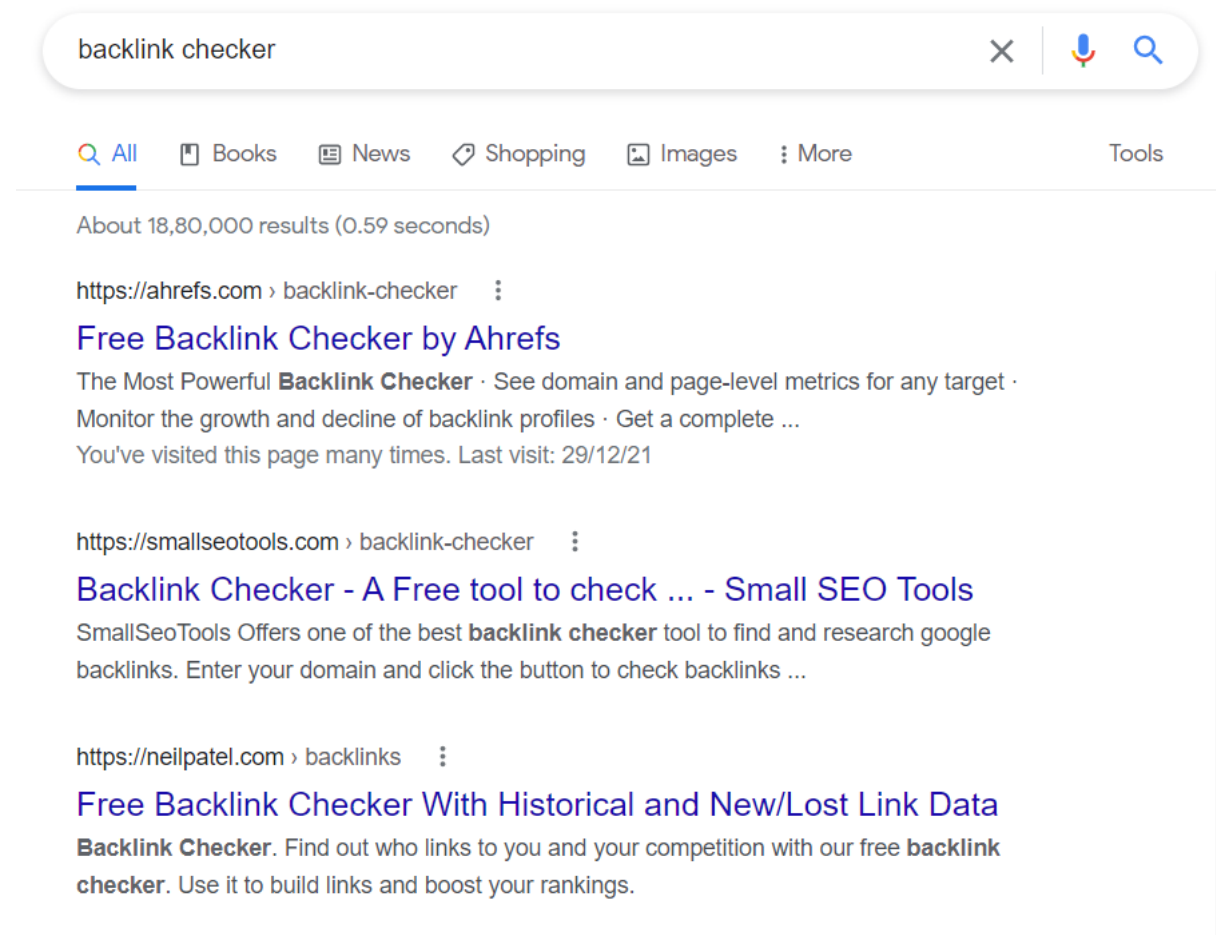 backlink checker
All Books News Shopping Images More Tools
About 18,80,000 results (0.59 seconds)
https://ahrefs.com › backlink-checker
Free Backlink Checker by Ahrefs
The Most Powerful Backlink Checker · See domain and page-level metrics for any target ·
Monitor the growth and decline of backlink profiles · Get a complete ...
You've visited this page many times. Last visit: 29/12/21
https://smallseotools.com › backlink-checker
Backlink Checker - A Free tool to check ... - Small SEO Tools
SmallSeoTools Offers one of the best backlink checker tool to find and research google
backlinks. Enter your domain and click the button to check backlinks ...
https://neilpatel.com › backlinks
Free Backlink Checker With Historical and New/Lost Link Data
Backlink Checker. Find out who links to you and your competition with our free backlink
checker. Use it to build links and boost your rankings.